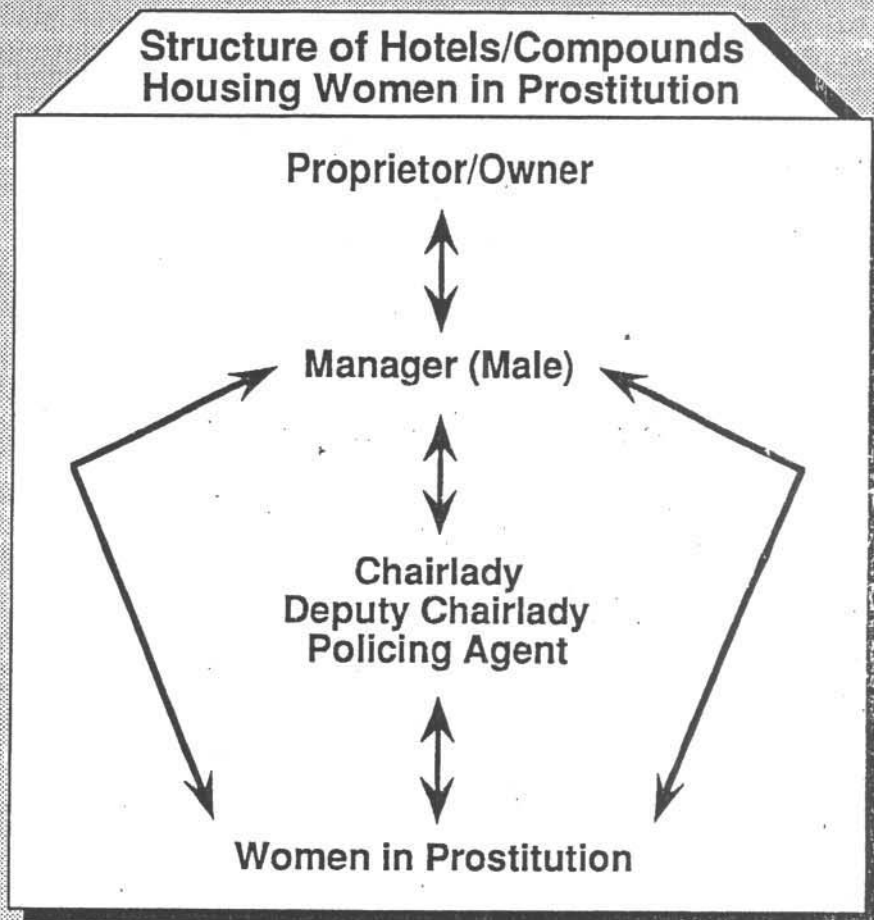 Structure of Hotels/Compounds
Housing Women in Prostitution
Proprietor/Owner
Manager (Male)
Chairlady
Deputy Chairlady
Policing Agent
Women in Prostitution